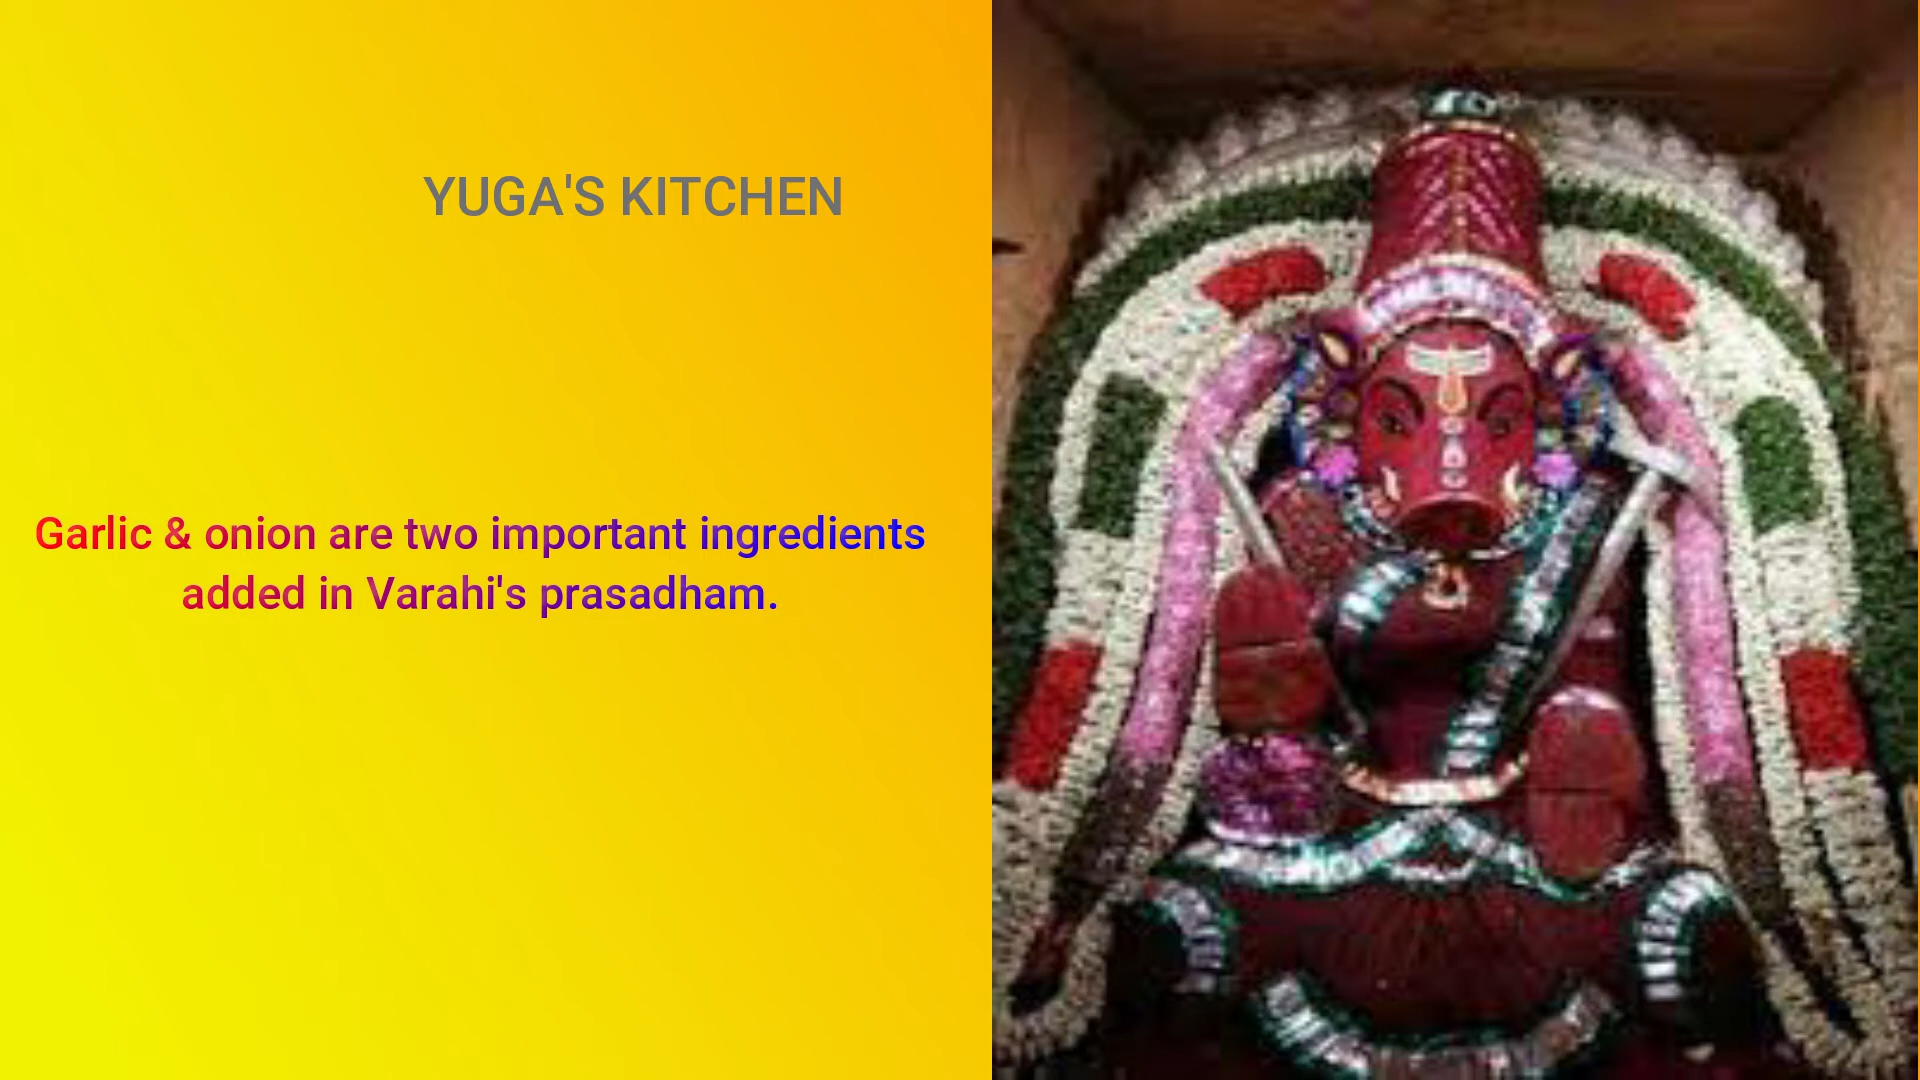 YUGA'S KITCHEN
Garlic & onion are two important ingredients
added in Varahi's prasadham.